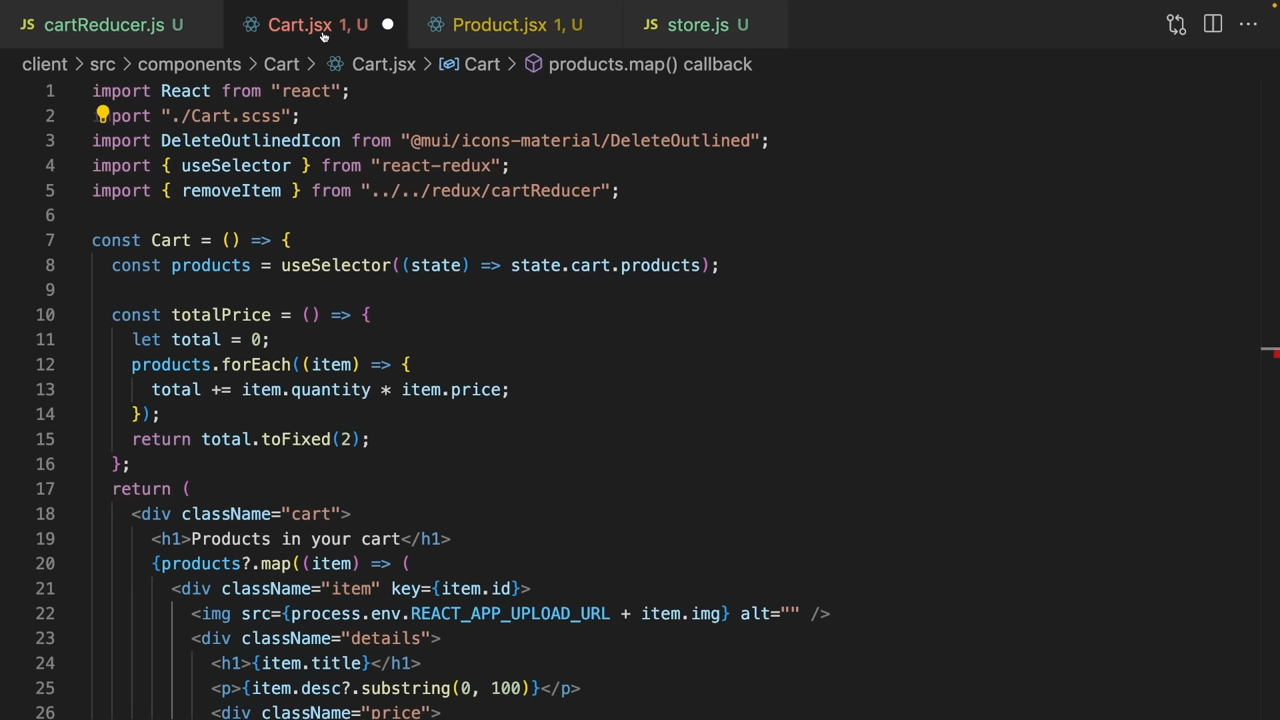 JS cartReducer.js U
Cart.jsx 1, U
Product.jsx 1, U
JS store.js U
client > src > components > Cart > Cart.jsx > Cart > products.map() callback
1 import React from "react";
2 port "./Cart.scss";
3 import DeleteOutlinedIcon from "@mui/icons-material/DeleteOutlined";
4 import { useSelector } from "react-redux";
5 import { removeItem } from "../../redux/cartReducer";
6
7 const Cart = () => {
8 const products = useSelector((state) => state.cart.products);
9
10 const totalPrice = () => {
11 let total = 0;
12 products.forEach((item) => {
13 total += item.quantity * item.price;
14 });
15 return total.toFixed(2);
16 };
17 return (
18 <div className="cart">
19 <h1>Products in your cart</h1>
20 {products?.map((item) => (
21 <div className="item" key={item.id}>
22 <img src={process.env.REACT_APP_UPLOAD_URL + item.img} alt="" />
23 <div className="details">
24 <h1>{item.title}</h1>
25 <p>{item.desc?.substring(0, 100)}</p>
26 <div className="price">